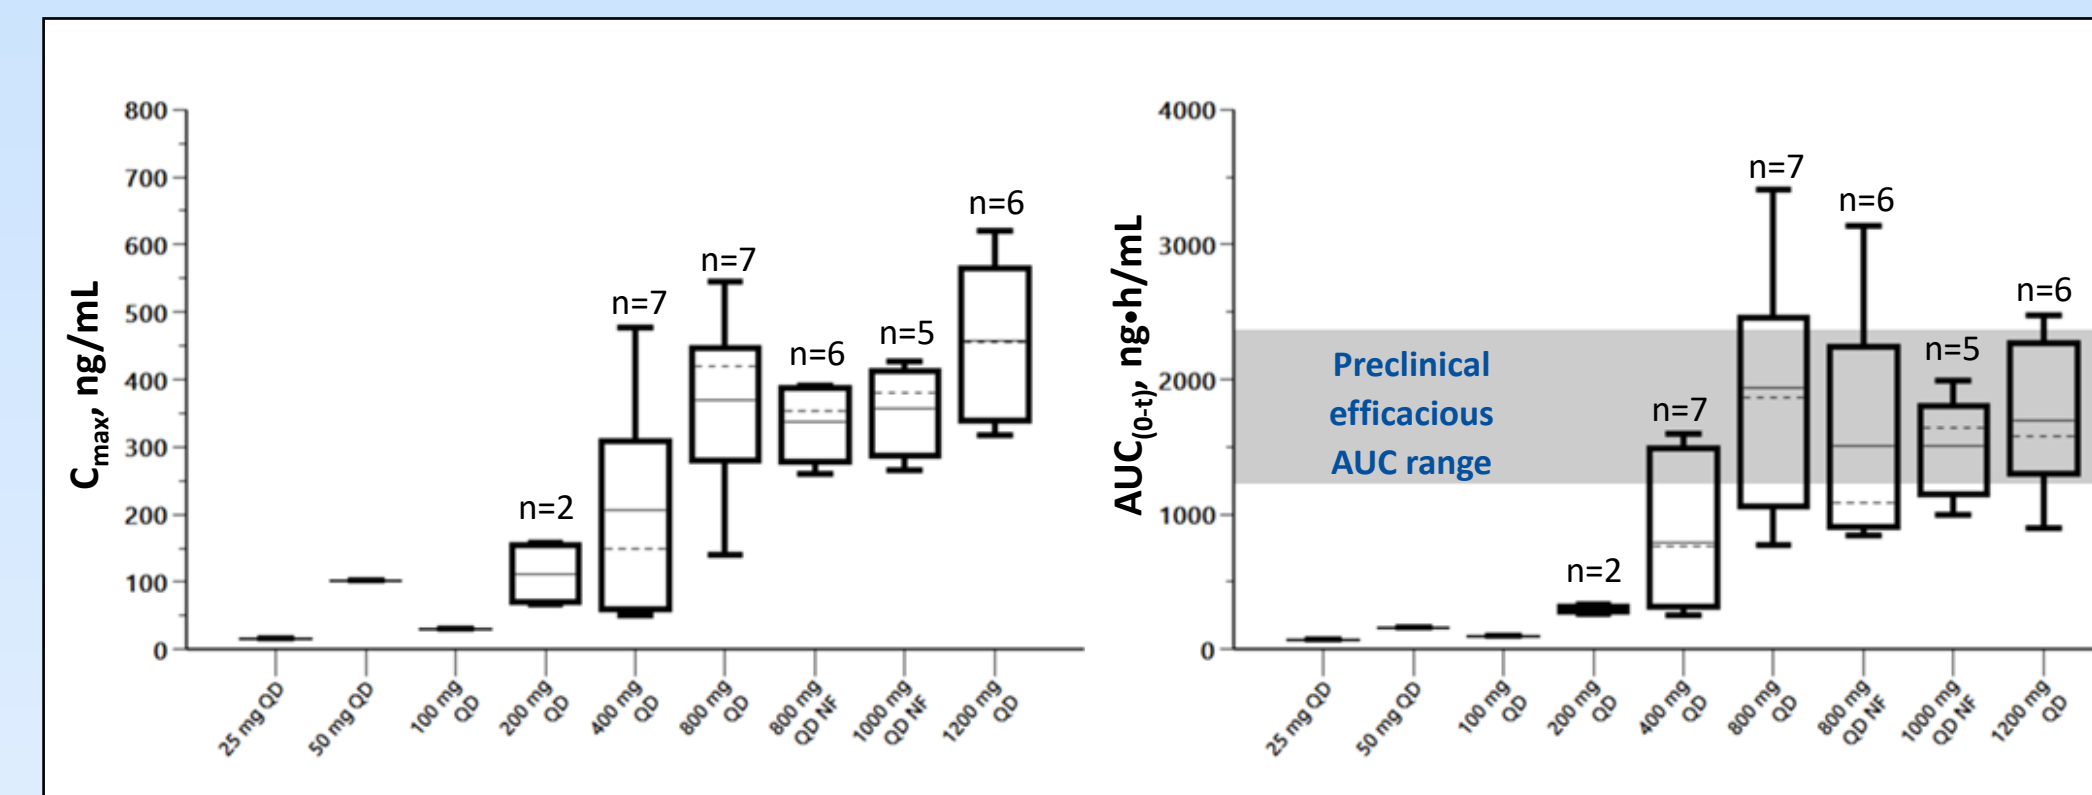 Cmax, ng/mL
800
700
600
500
400
300
200
100
0
n=2
n=7
n=7
n=6
n=5
n=6
25 mg QD
50 mg QD
100 mg
QD
200 mg
QD
400 mg
QD
800 mg
QD
800 mg
QD NF
1000 mg
QD NF
1200 mg
QD
AUC(0-t), ng•h/mL
4000
3000
2000
1000
0
Preclinical
efficacious
AUC range
n=2
n=7
n=7
n=6
n=5
n=6
25 mg QD
50 mg QD
100 mg
QD
200 mg
QD
400 mg
QD
800 mg
QD
800 mg
QD NF
1000 mg
QD NF
1200 mg
QD